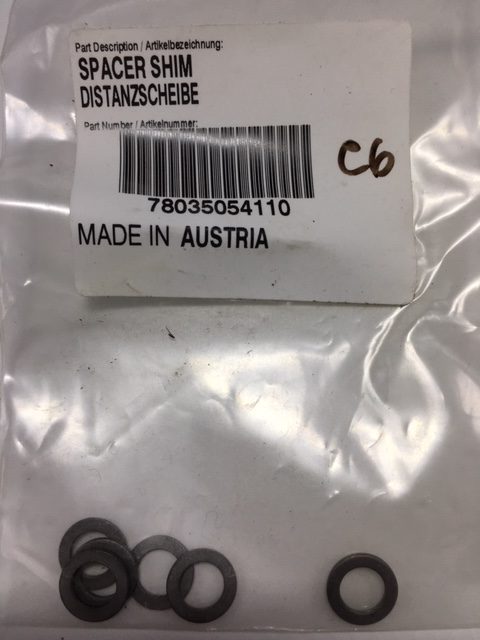 Part Description / Artikelbezeichnung:
SPACER SHIM
DISTANZSCHEIBE
Part Number / Artikelnummer:
C6
78035054110
MADE IN AUSTRIA